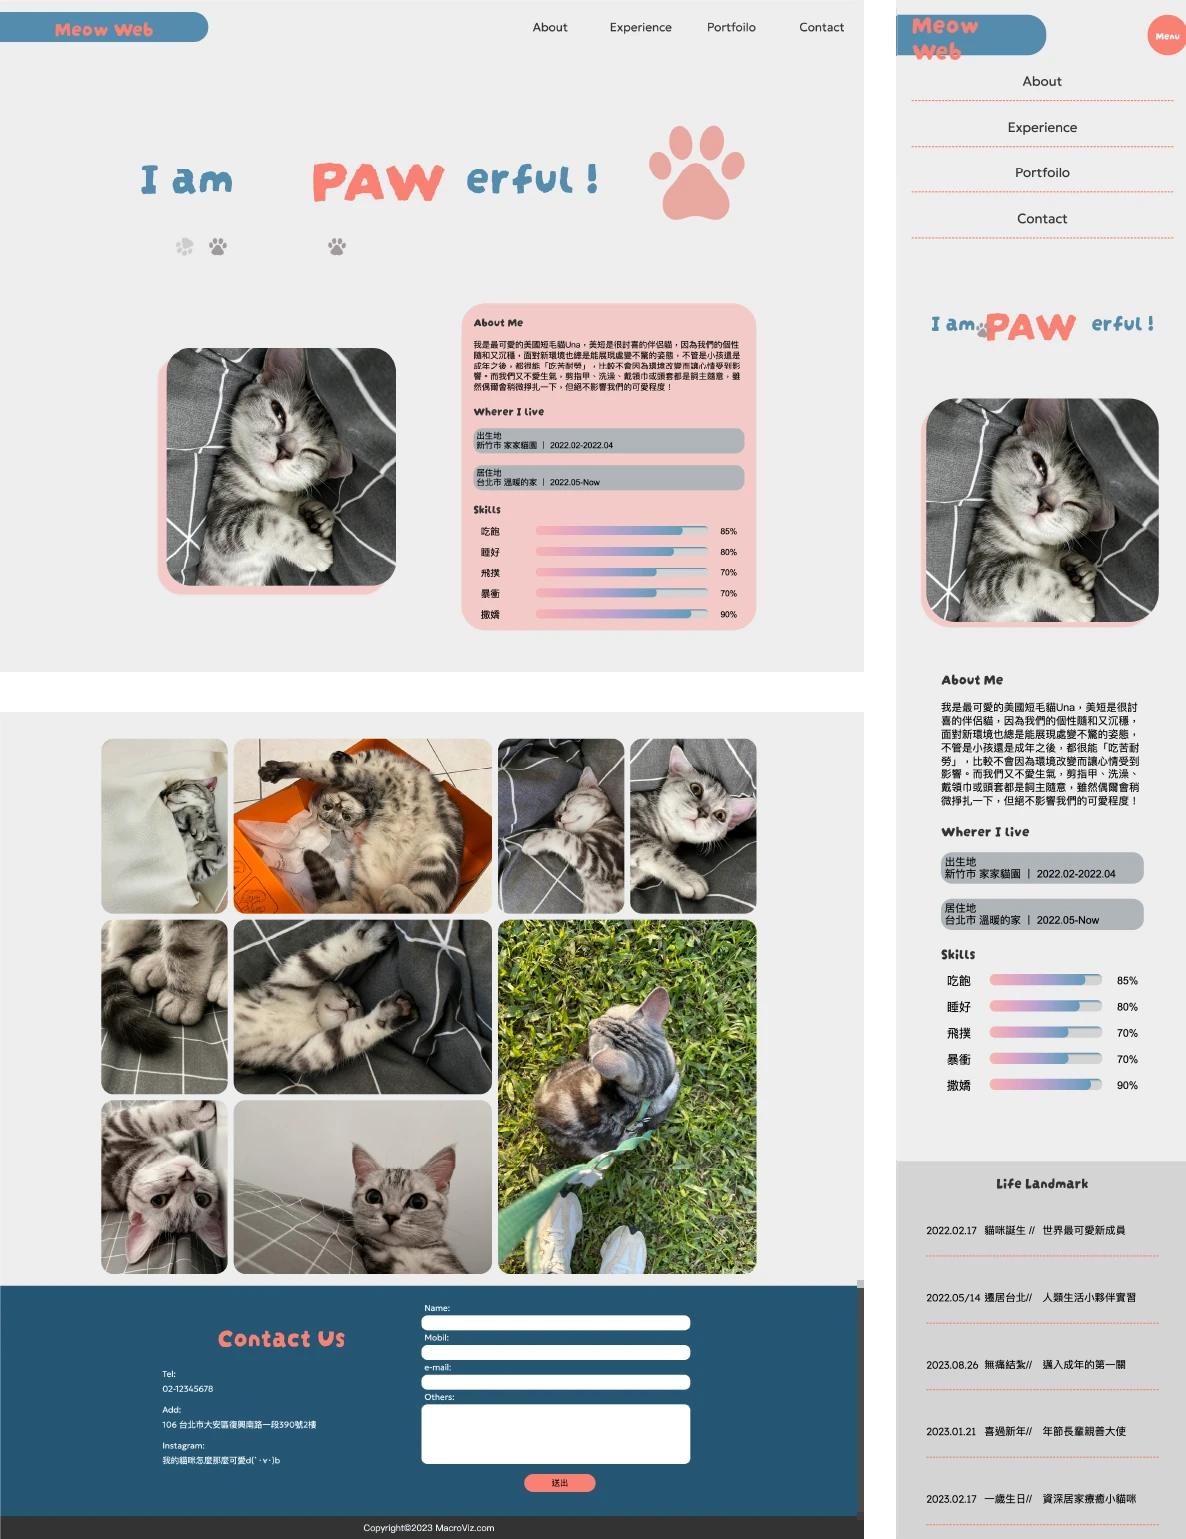 Meow Web
About
Experience
Portfoilo
Contact
I am PAW erful !
About Me
我是最可愛的美國短毛貓Una，美短是很討喜的伴侶貓，因為我們的個性
隨和又沉穩，面對新環境也總是能展現處變不驚的姿態，不管是小孩還是
成年之後，都很能「吃苦耐勞」，比較不會因為環境改變而讓心情受到影
響。而我們又不愛生氣，剪指甲、洗澡、戴領巾或頭套都是飼主隨意，雖
然偶爾會稍微掙扎一下，但絕不影響我們的可愛程度！
Wherer I live
出生地
新竹市 家家貓園 ｜ 2022.02-2022.04
居住地
台北市 溫暖的家 ｜ 2022.05-Now
Skills
吃飽 85%
睡好 80%
飛撲 70%
暴衝 70%
撒嬌 90%
Contact Us
Tel:
02-12345678
Add:
106 台北市大安區復興南路一段390號2樓
Instagram:
我的貓咪怎麼那麼可愛d(`･∀･)b
Name:
Mobil:
e-mail:
Others:
送出
Copyright©2023 MacroViz.com
Meow
Web
Menu
About
Experience
Portfoilo
Contact
I am PAW erful !
About Me
我是最可愛的美國短毛貓Una，美短是很討
喜的伴侶貓，因為我們的個性隨和又沉穩，
面對新環境也總是能展現處變不驚的姿態，
不管是小孩還是成年之後，都很能「吃苦耐
勞」，比較不會因為環境改變而讓心情受到
影響。而我們又不愛生氣，剪指甲、洗澡、
戴領巾或頭套都是飼主隨意，雖然偶爾會稍
微掙扎一下，但絕不影響我們的可愛程度！
Wherer I live
出生地
新竹市 家家貓園 ｜ 2022.02-2022.04
居住地
台北市 溫暖的家 ｜ 2022.05-Now
Skills
吃飽 85%
睡好 80%
飛撲 70%
暴衝 70%
撒嬌 90%
Life Landmark
2022.02.17 貓咪誕生 // 世界最可愛新成員
2022.05/14 遷居台北// 人類生活小夥伴實習
2023.08.26 無痛結紮// 邁入成年的第一關
2023.01.21 喜過新年// 年節長輩親善大使
2023.02.17 一歲生日// 資深居家療癒小貓咪